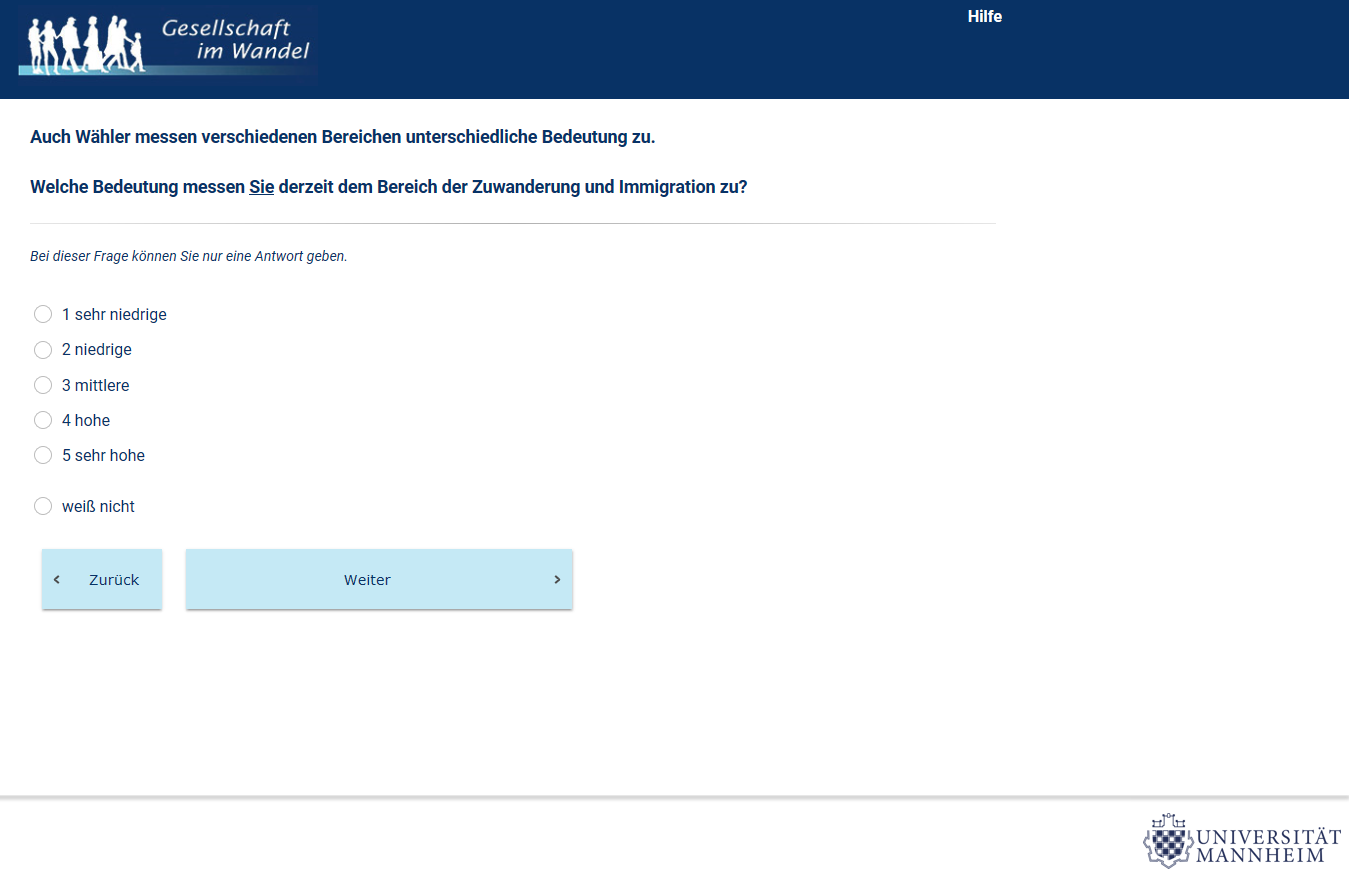 Gesellschaft
im Wandel
Hilfe
Auch Wähler messen verschiedenen Bereichen unterschiedliche Bedeutung zu.
Welche Bedeutung messen Sie derzeit dem Bereich der Zuwanderung und Immigration zu?
Bei dieser Frage können Sie nur eine Antwort geben.
1 sehr niedrige
2 niedrige
3 mittlere
4 hohe
5 sehr hohe
weiß nicht
Zurück
Weiter
UNIVERSITÄT
MANNHEIM